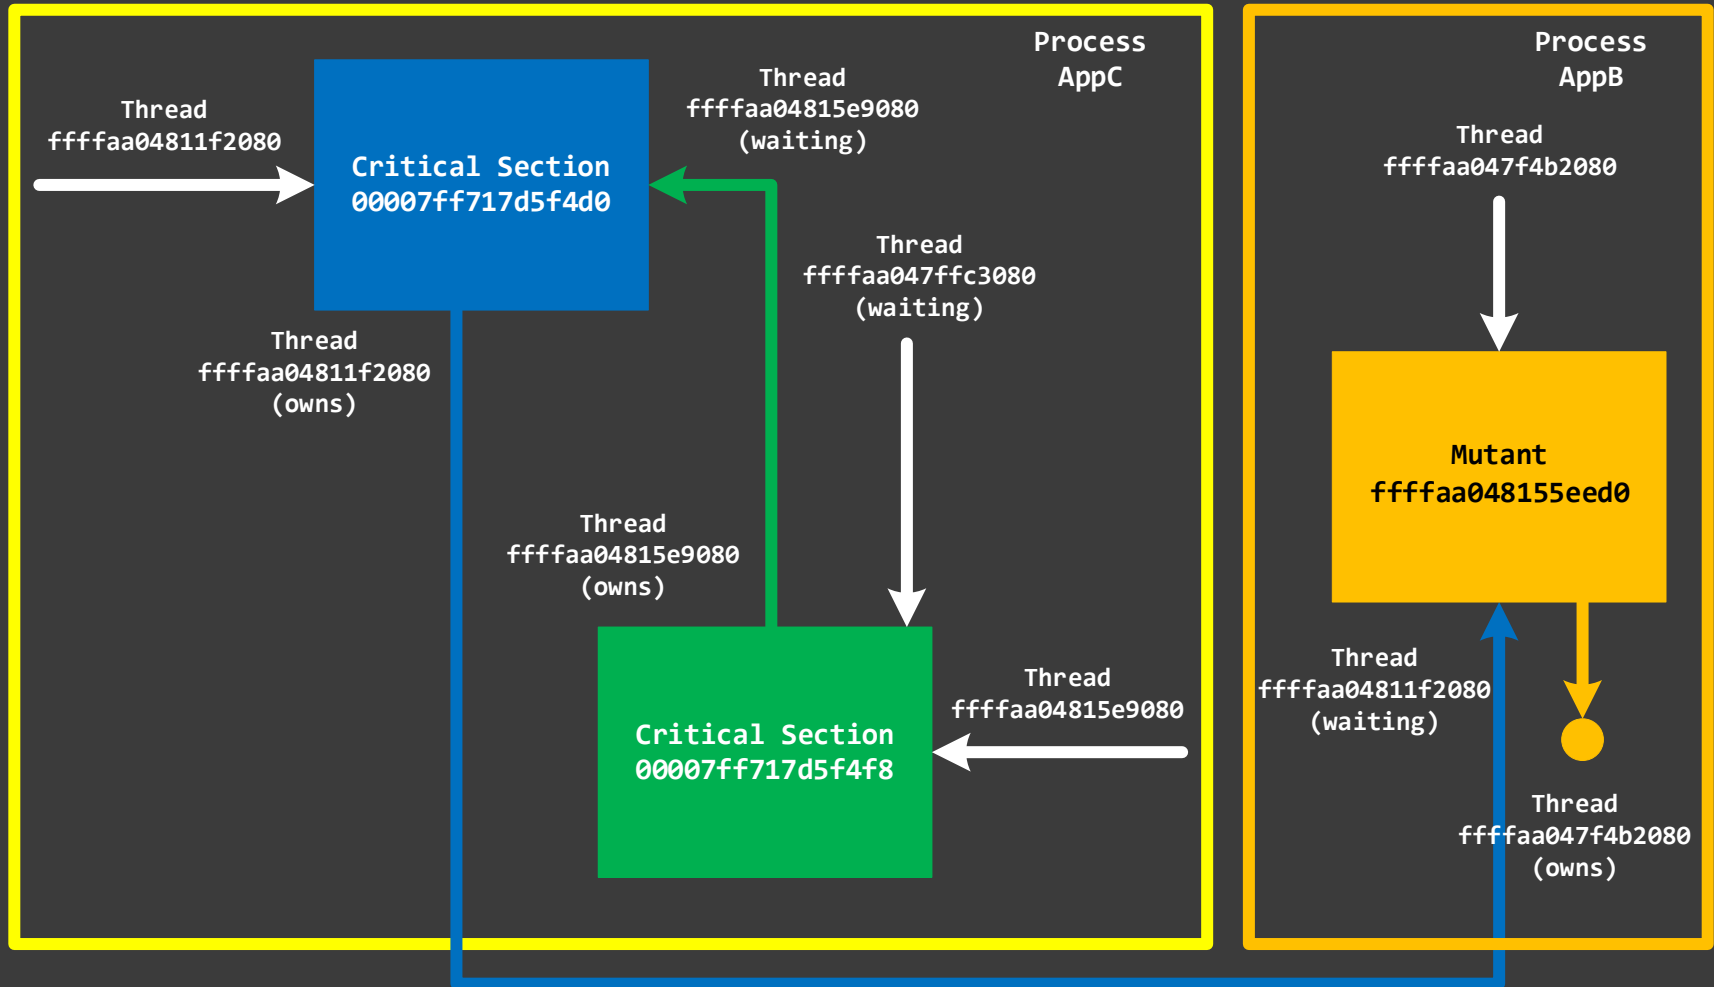 Process
AppC
Thread
ffffaa04811f2080
Critical Section
00007ff717d5f4d0
Thread
ffffaa04815e9080
(waiting)
Thread
ffffaa047ffc3080
(waiting)
Thread
ffffaa04811f2080
(owns)
Thread
ffffaa04815e9080
(owns)
Critical Section
00007ff717d5f4f8
Thread
ffffaa04815e9080
Process
AppB
Thread
ffffaa047f4b2080
Mutant
ffffaa048155eed0
Thread
ffffaa04811f2080
(waiting)
Thread
ffffaa047f4b2080
(owns)